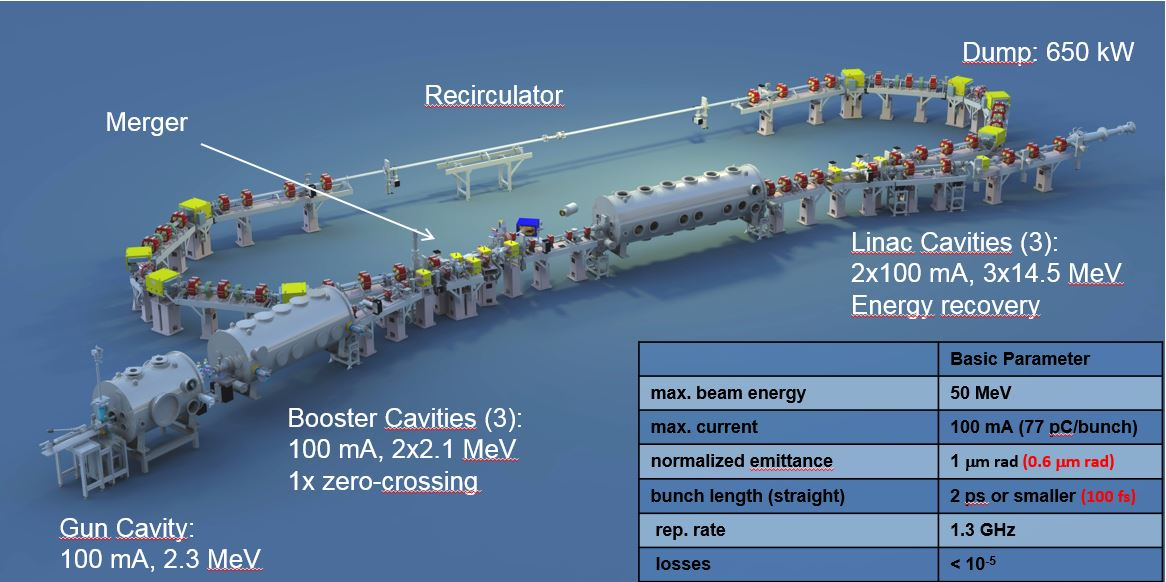 Dump: 650 kW
Recirculator
Merger
Linac Cavities (3):
2x100 mA, 3x14.5 MeV
Energy recovery
Booster Cavities (3):
100 mA, 2x2.1 MeV
1x zero-crossing
Gun Cavity:
100 mA, 2.3 MeV
Basic Parameter
max. beam energy 50 MeV
max. current 100 mA (77 pC/bunch)
normalized emittance 1 μm rad (0.6 μm rad)
bunch length (straight) 2 ps or smaller (100 fs)
rep. rate 1.3 GHz
losses < 10⁻⁵